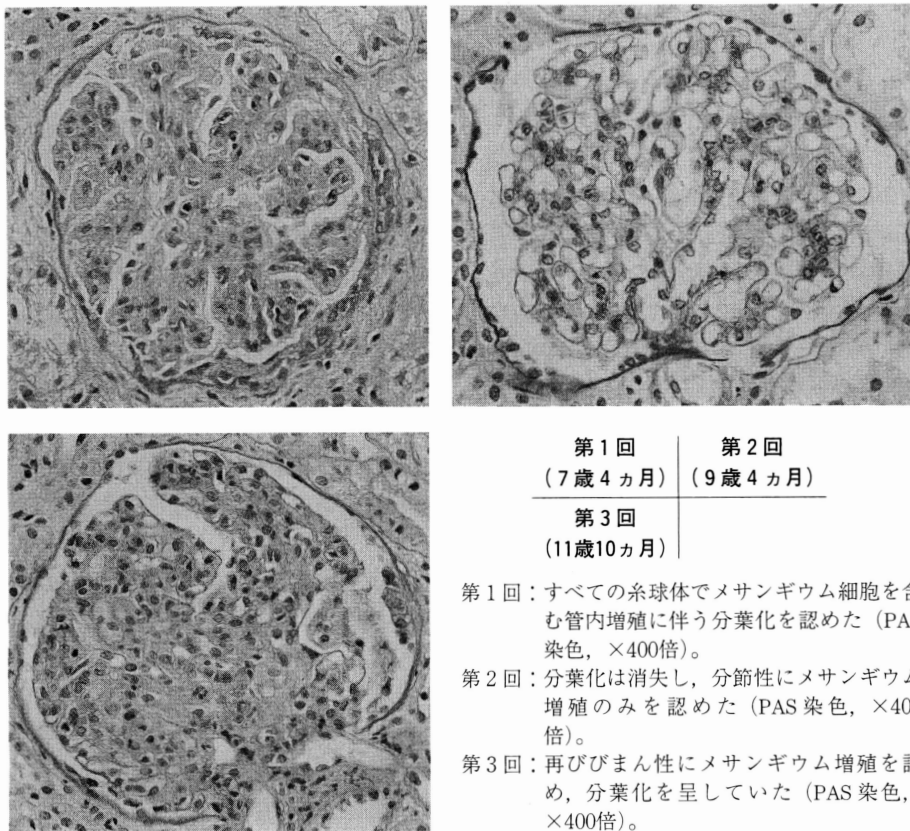 第1回 第2回
(7歳4ヵ月) (9歳4ヵ月)
第3回
(11歳10ヵ月)
第1回：すべての糸球体でメサンギウム細胞を含
む管内増殖に伴う分葉化を認めた（PA
染色，×400倍）。
第2回：分葉化は消失し，分節性にメサンギウム
増殖のみを認めた（PAS染色，×40
倍）。
第3回：再びびまん性にメサンギウム増殖を認
め，分葉化を呈していた（PAS染色，
×400倍）。